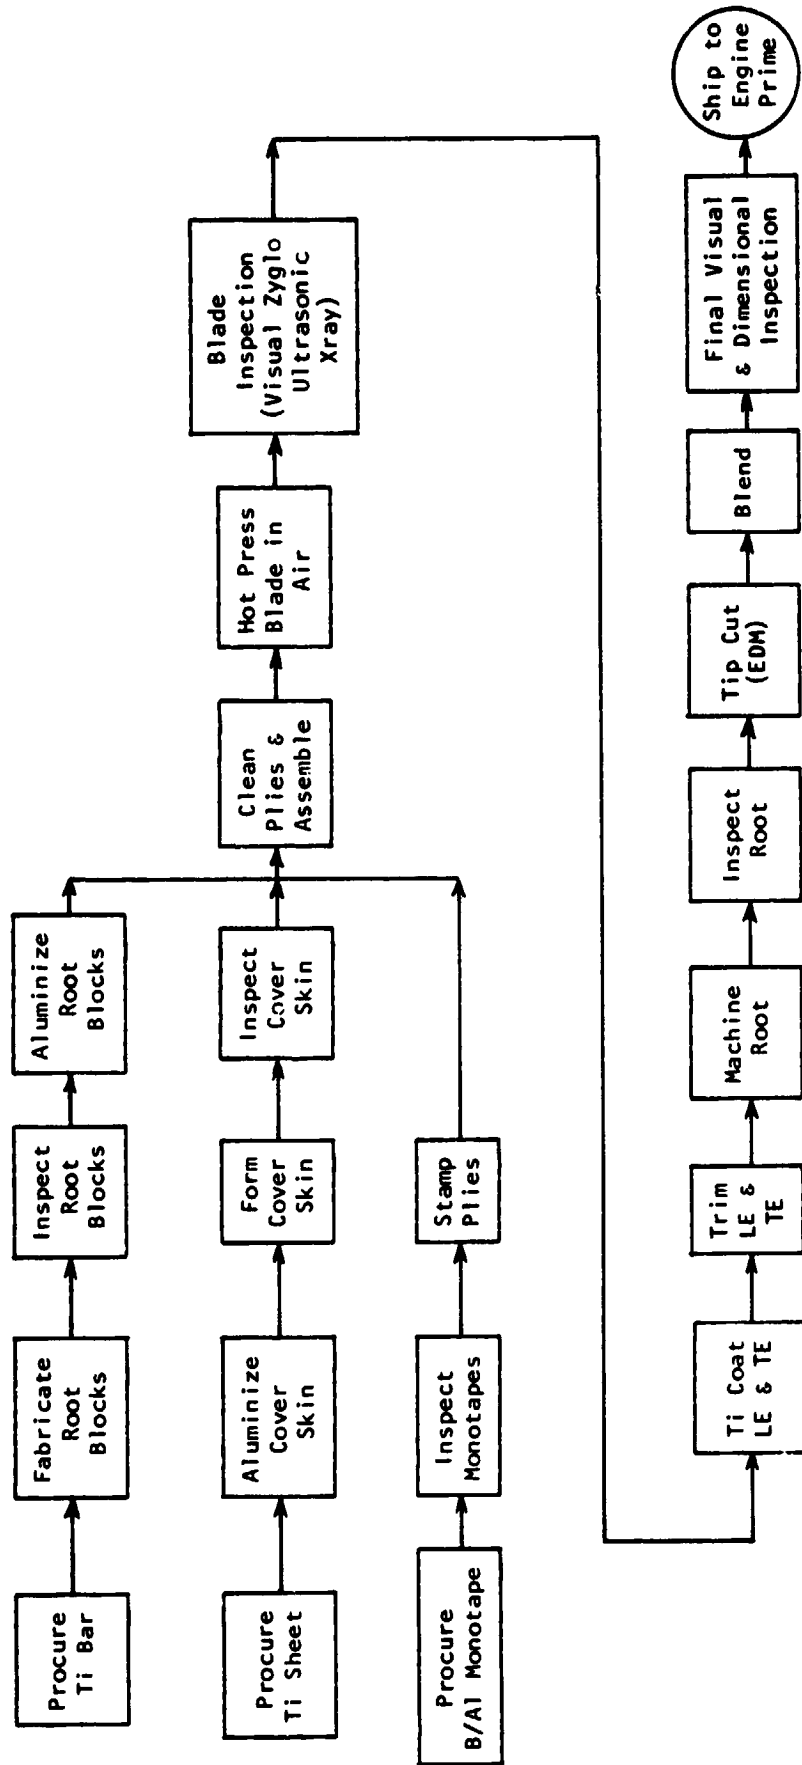 Procure
Ti Bar
Fabricate
Root
Blocks
Inspect
Root
Blocks
Aluminize
Root
Blocks
Procure
Ti Sheet
Aluminize
Cover
Skin
Form
Cover
Skin
Inspect
Cover
Skin
Procure
B/Al Monotape
Inspect
Monotapes
Stamp
Plies
Clean
Plies &
Assemble
Hot Press
Blade in
Air
Blade
Inspection
(Visual Zyglo
Ultrasonic
Xray)
Ti Coat
LE & TE
Trim
LE &
TE
Machine
Root
Inspect
Root
Tip Cut
(EDM)
Blend
Final Visual
& Dimensional
Inspection
Ship to
Engine
Prime